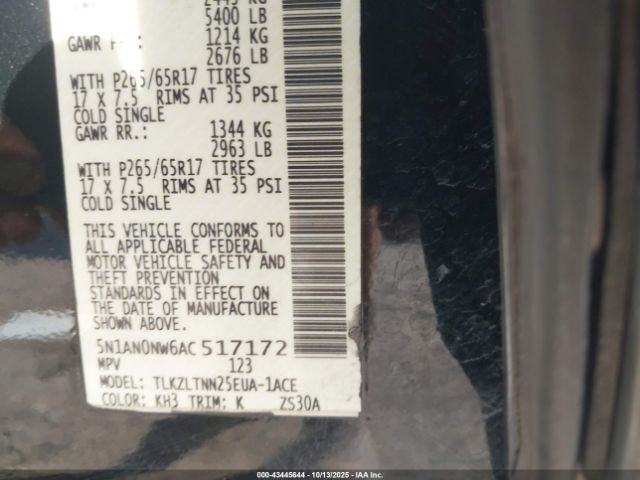 5400 LB
GAWR 1214 KG
2676 LB
WITH P265/65R17 TIRES
17 X 7.5 RIMS AT 35 PSI
COLD SINGLE
GAWR RR.: 1344 KG
2963 LB
WITH P265/65R17 TIRES
17 X 7.5 RIMS AT 35 PSI
COLD SINGLE
THIS VEHICLE CONFORMS TO
ALL APPLICABLE FEDERAL
MOTOR VEHICLE SAFETY AND
THEFT PREVENTION
STANDARDS IN EFFECT ON
THE DATE OF MANUFACTURE
SHOWN ABOVE.
5N1AN0NW6AC 517172
MPV 123
MODEL: TLKZLTNN25EUA-1ACE
COLOR: KH3 TRIM: K ZS30A
000-43445644 | 10/13/2025 - IAA Inc.